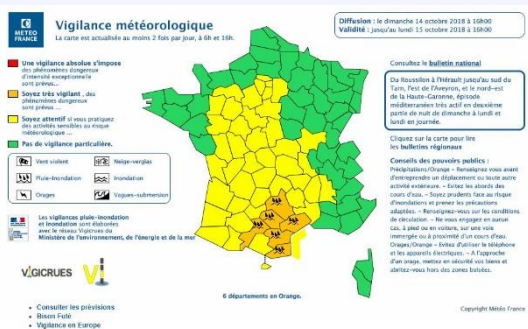 METEO
FRANCE
Vigilance météorologique
La carte est actualisée au moins 2 fois par jour, à 6h et 16h.
Diffusion : le dimanche 14 octobre 2018 à 16h00
Validité : jusqu'au lundi 15 octobre 2018 à 16h00
Une vigilance absolue s'impose
des phénomènes dangereux
d'intensité exceptionnelle
sont prévus...
Soyez très vigilant, des
phénomènes dangereux
sont prévus ...
Soyez attentif si vous pratiquez
des activités sensibles au risque
météorologique ...
Pas de vigilance particulière.
Vent violent
Neige-verglas
Pluie-Inondation
Inondation
Orages
Vagues-submersion
Les vigilances pluie-inondation
et inondation sont élaborées
avec le réseau Vigicrues du
Ministère de l'environnement, de l'énergie et de la mer
VIGICRUES
Consulter les prévisions
Bison Futé
Vigilance en Europe
6 départements en Orange.
Consultez le bulletin national
Du Roussillon à l'Hérault jusqu'au sud du
Tarn, l'est de l'Aveyron, et le nord-est
de la Haute-Garonne, épisode
méditerranéen très actif en deuxième
partie de nuit de dimanche à lundi et
lundi en journée.
Cliquez sur la carte pour lire
les bulletins régionaux
Conseils des pouvoirs publics :
Précipitations/Orange – Renseignez vous avant
d'entreprendre un déplacement ou toute autre
activité extérieure. – Evitez les abords des
cours d'eau. – Soyez prudents face au risque
d'inondations et prenez les précautions
adaptées. – Renseignez-vous sur les conditions
de circulation. – Ne vous engagez en aucun
cas, à pied ou en voiture, sur une voie
immergée ou à proximité d'un cours d'eau.
Orages/Orange – Evitez d'utiliser le téléphone
et les appareils électriques. – A l'approche
d'un orage, mettez en sécurité vos biens et
abritez-vous hors des zones boisées.
Copyright Météo France